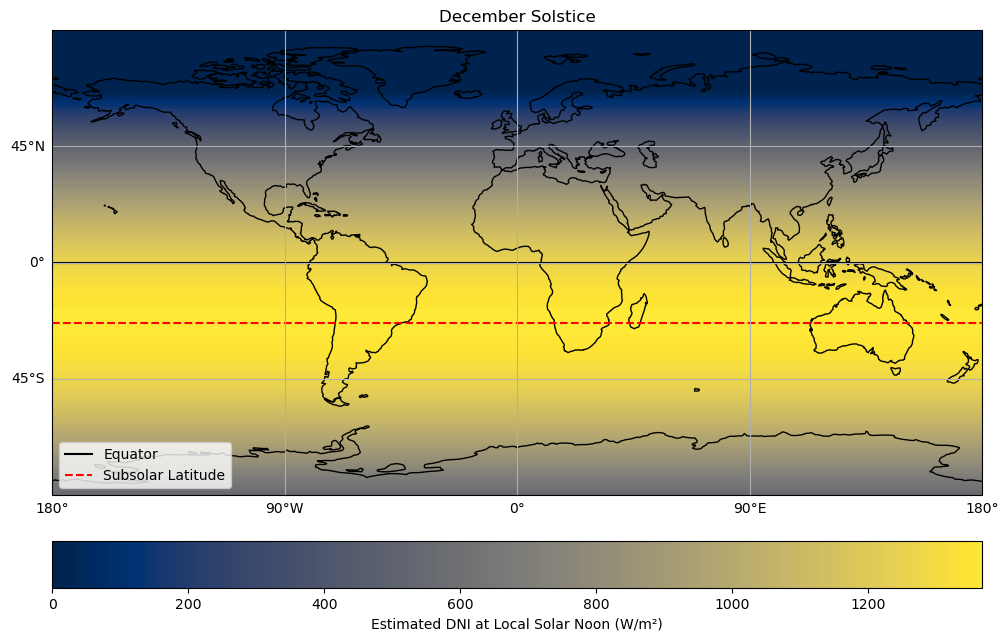 December Solstice
45°N
0°
45°S
Equator
Subsolar Latitude
180° 90°W 0° 90°E 180°
0 200 400 600 800 1000 1200
Estimated DNI at Local Solar Noon (W/m²)